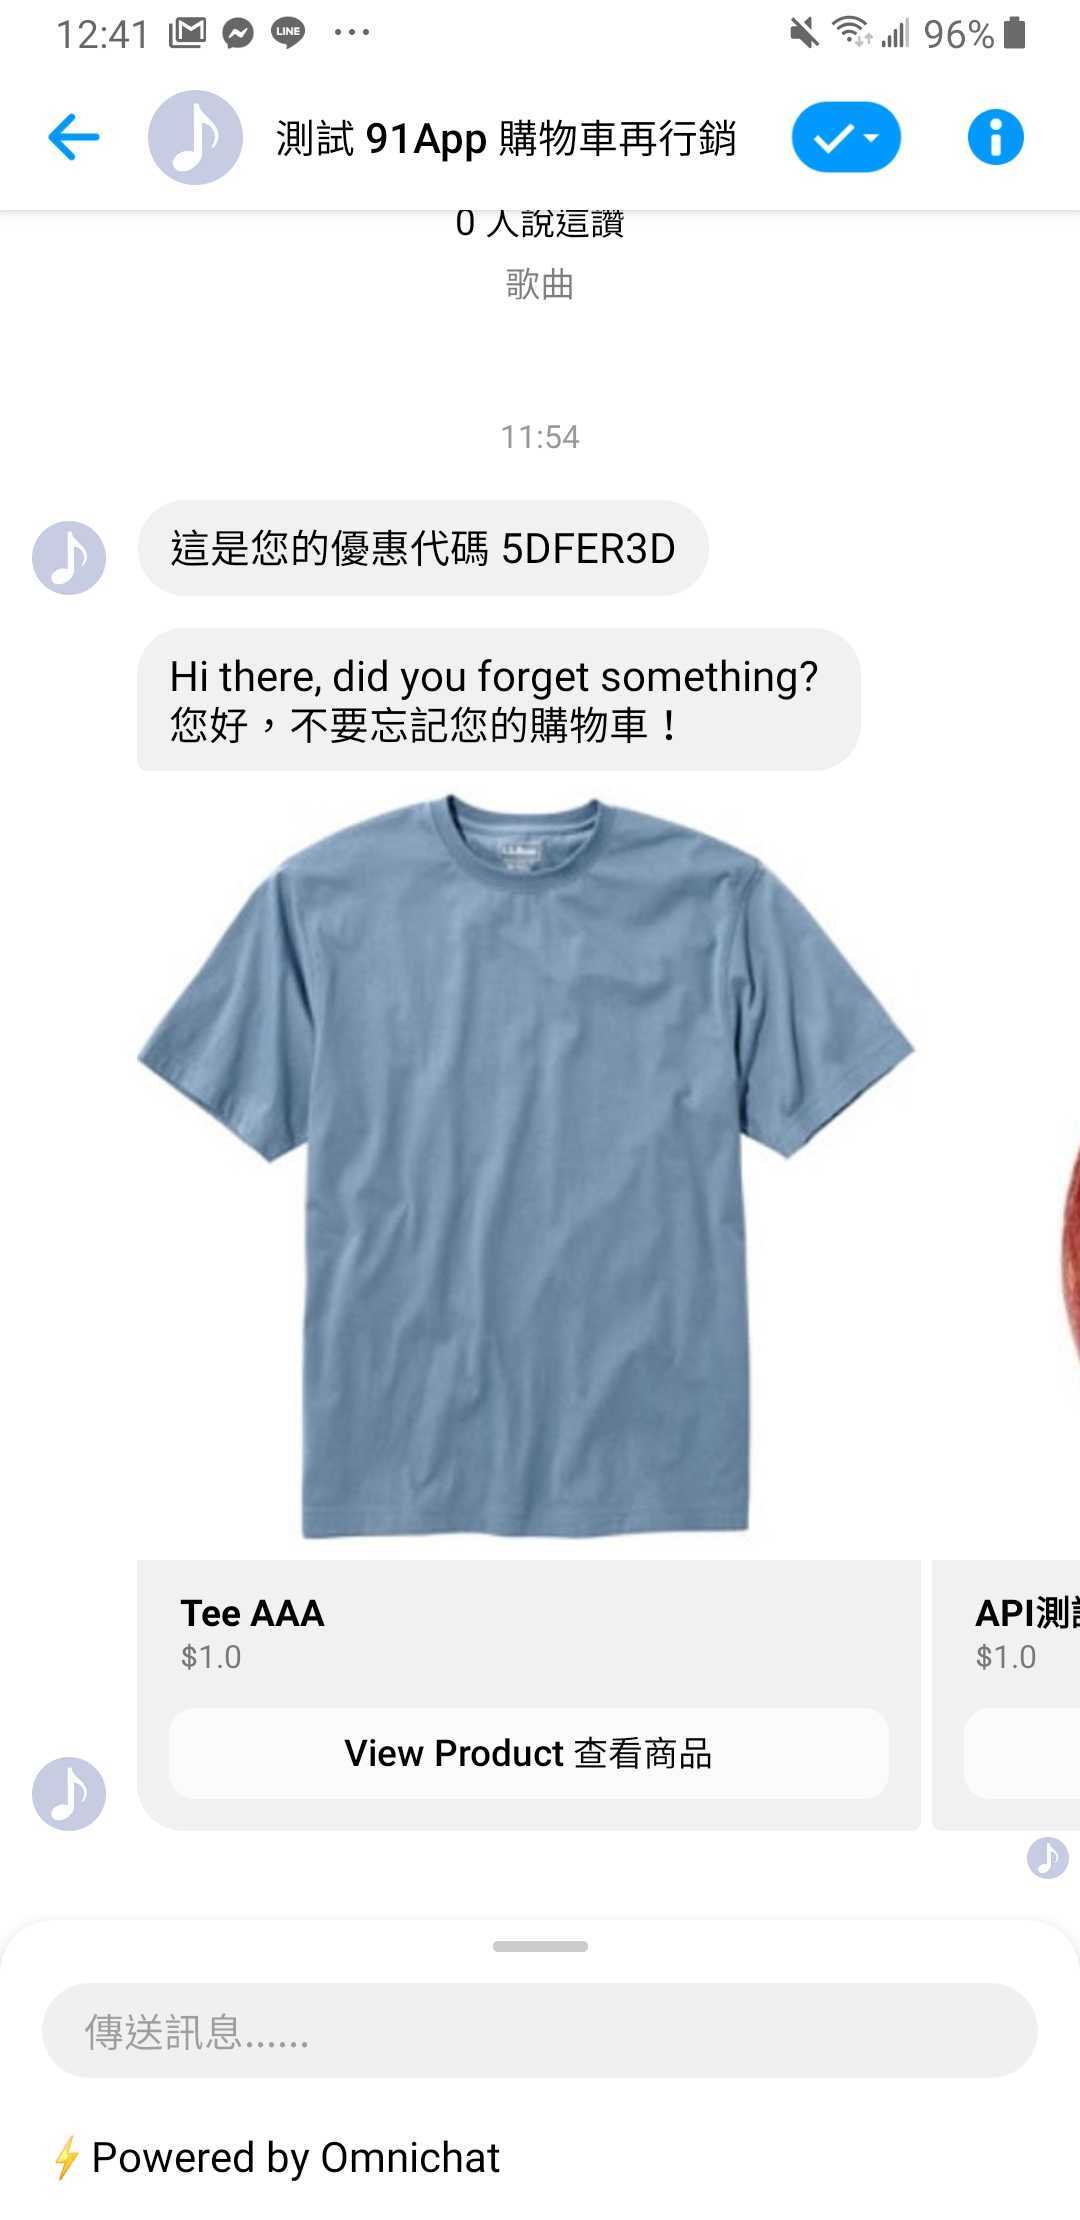 12:41
LINE
96%
測試 91App 購物車再行銷
0 人說這讚
歌曲
11:54
這是您的優惠代碼 5DFER3D
Hi there, did you forget something?
您好，不要忘記您的購物車！
Tee AAA
$1.0
View Product 查看商品
API測
$1.0
傳送訊息......
⚡Powered by Omnichat